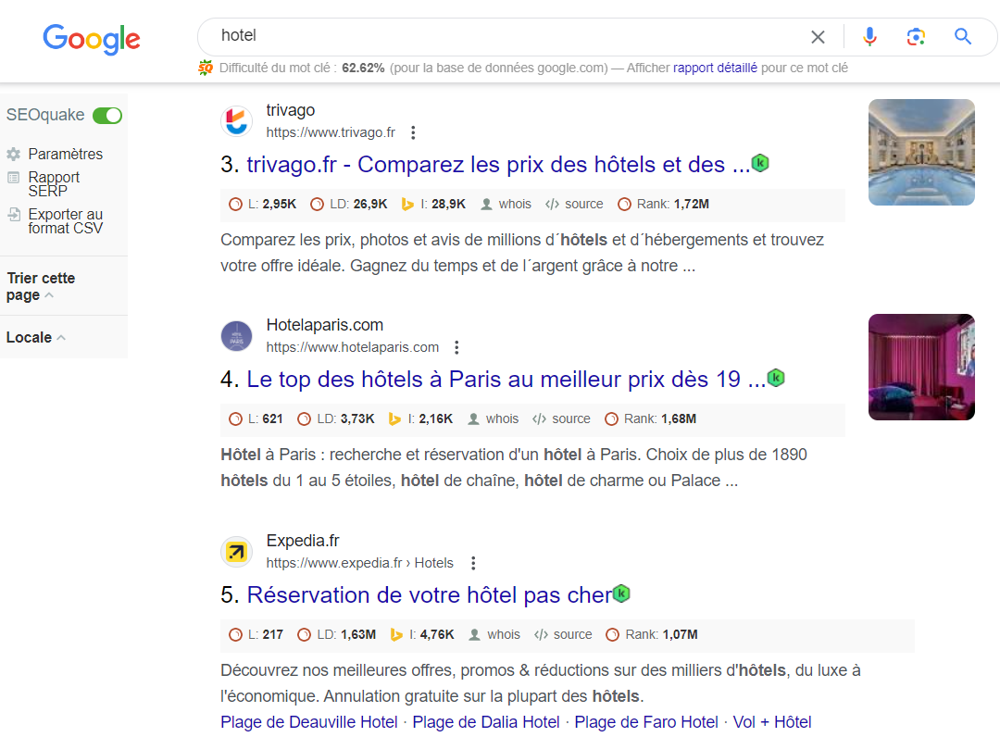 Google
hotel
Difficulté du mot clé : 62.62% (pour la base de données google.com) — Afficher rapport détaillé pour ce mot clé
SEOquake
Paramètres
Rapport
SERP
Exporter au
format CSV
Trier cette
page
Locale
trivago
https://www.trivago.fr
3. trivago.fr - Comparez les prix des hôtels et des ...
L: 2,95K LD: 26,9K I: 28,9K whois source Rank: 1,72M
Comparez les prix, photos et avis de millions d´hôtels et d´hébergements et trouvez
votre offre idéale. Gagnez du temps et de l´argent grâce à notre ...
Hotelaparis.com
https://www.hotelaparis.com
4. Le top des hôtels à Paris au meilleur prix dès 19 ...
L: 621 LD: 3,73K I: 2,16K whois source Rank: 1,68M
Hôtel à Paris : recherche et réservation d'un hôtel à Paris. Choix de plus de 1890
hôtels du 1 au 5 étoiles, hôtel de chaîne, hôtel de charme ou Palace ...
Expedia.fr
https://www.expedia.fr › Hotels
5. Réservation de votre hôtel pas cher
L: 217 LD: 1,63M I: 4,76K whois source Rank: 1,07M
Découvrez nos meilleures offres, promos & réductions sur des milliers d'hôtels, du luxe à
l'économique. Annulation gratuite sur la plupart des hôtels.
Plage de Deauville Hotel · Plage de Dalia Hotel · Plage de Faro Hotel · Vol + Hôtel